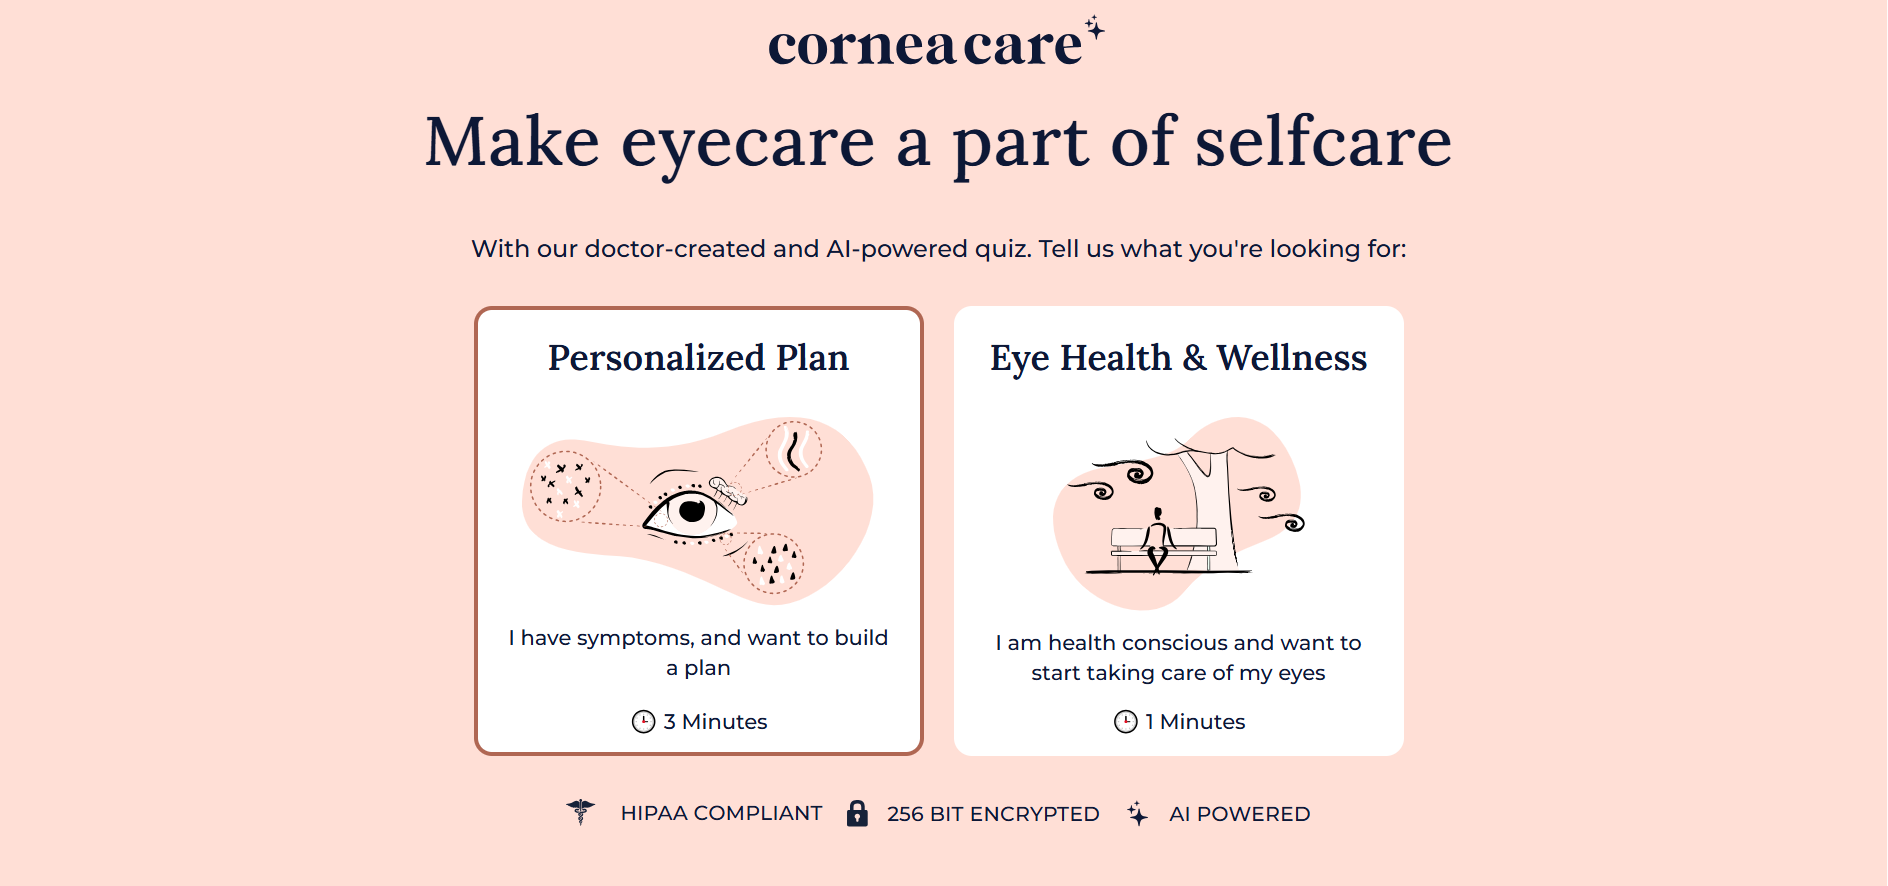 cornea care
Make eyecare a part of selfcare
With our doctor-created and AI-powered quiz. Tell us what you're looking for:
Personalized Plan
I have symptoms, and want to build
a plan
3 Minutes
Eye Health & Wellness
I am health conscious and want to
start taking care of my eyes
1 Minutes
HIPAA COMPLIANT
256 BIT ENCRYPTED
AI POWERED